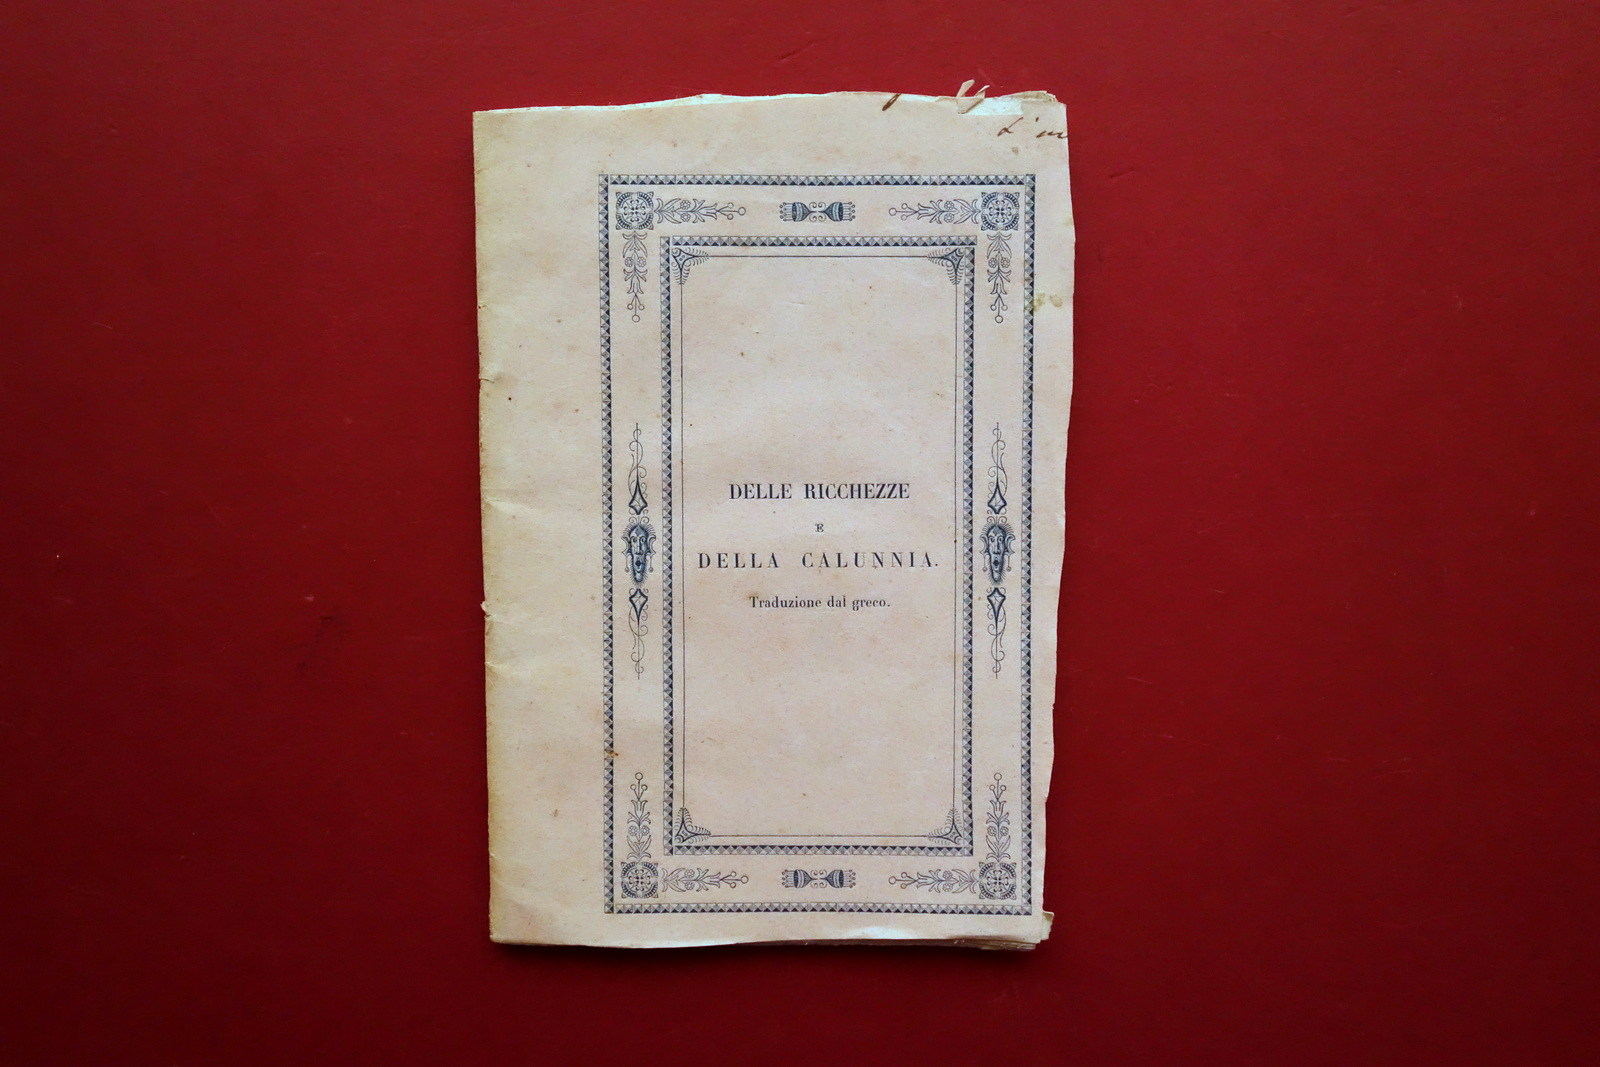 DELLE RICCHEZZE
E
DELLA CALUNNIA.
Traduzione dal greco.